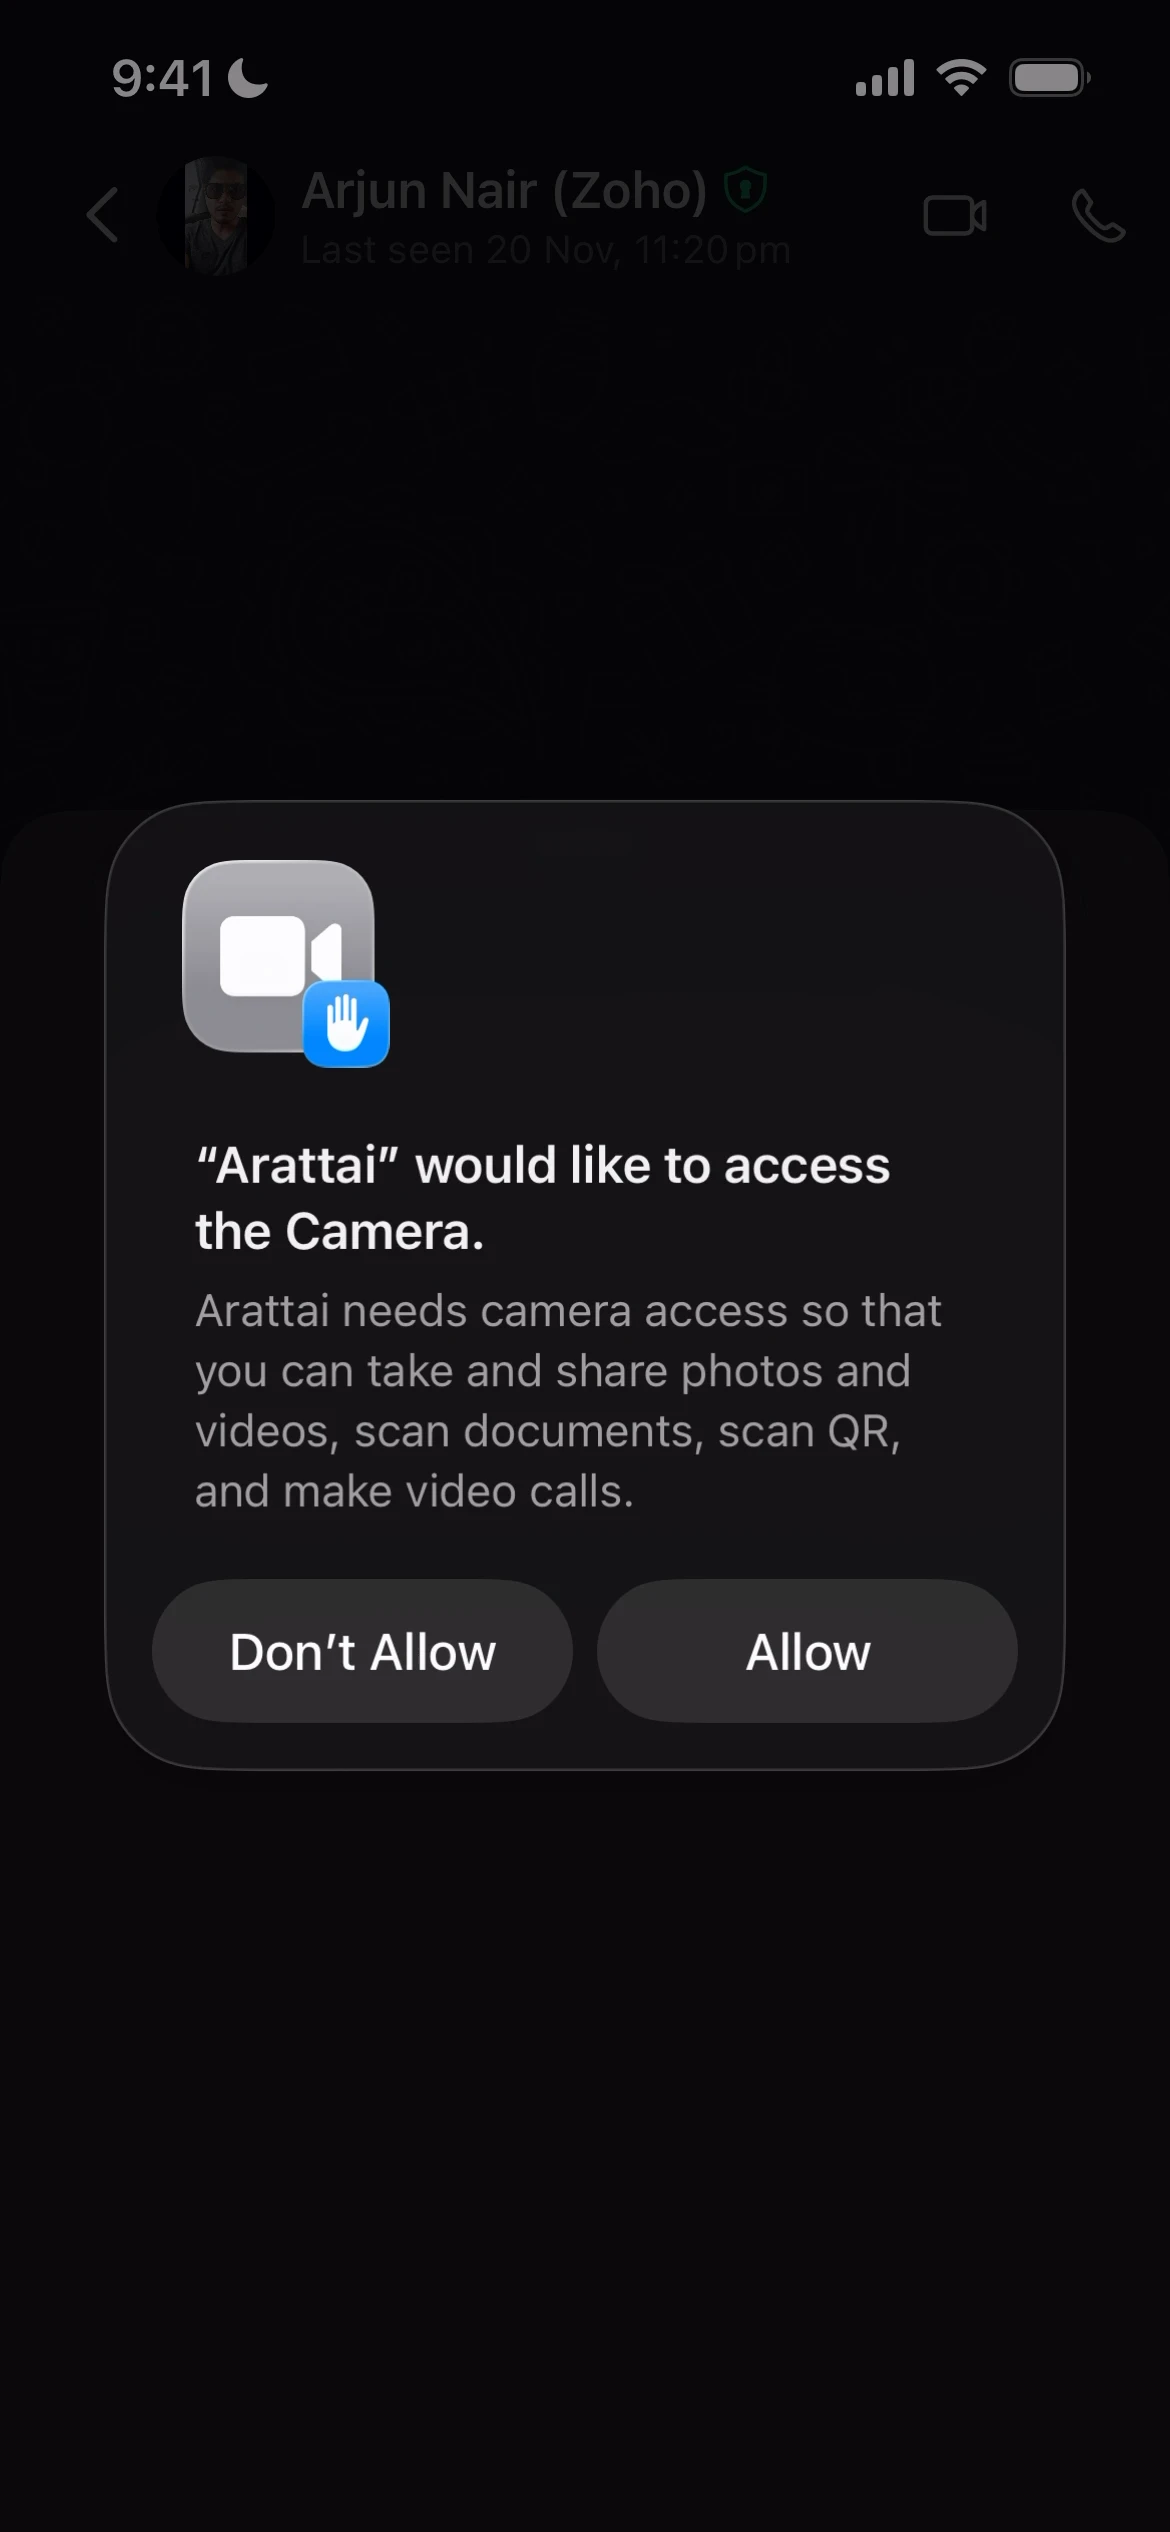 9:41
Arjun Nair (Zoho)
Last seen 20 Nov, 11:20 pm
“Arattai” would like to access
the Camera.
Arattai needs camera access so that
you can take and share photos and
videos, scan documents, scan QR,
and make video calls.
Don’t Allow
Allow